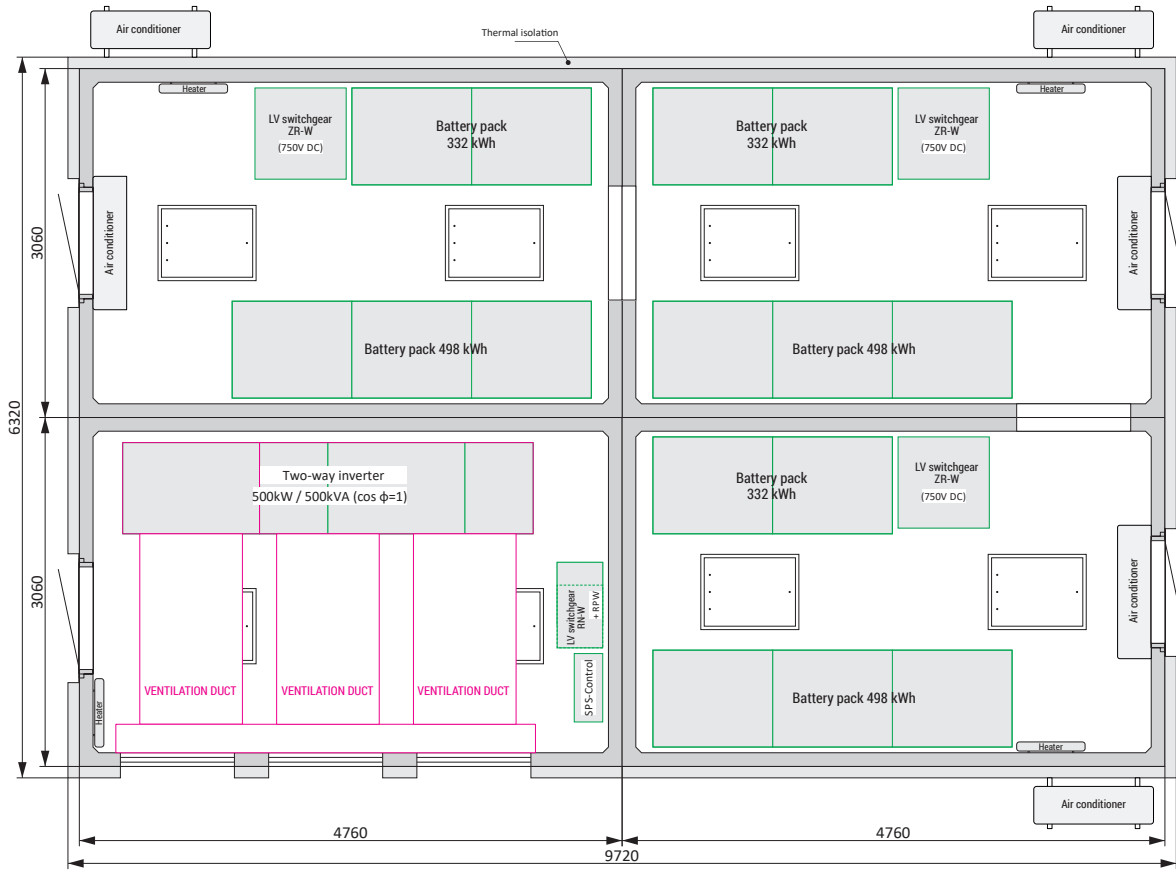 Air conditioner
Air conditioner
Thermal isolation
Heater
Heater
LV switchgear
ZR-W
(750V DC)
Battery pack
332 kWh
Battery pack
332 kWh
LV switchgear
ZR-W
(750V DC)
Air conditioner
Air conditioner
3060
Battery pack 498 kWh
Battery pack 498 kWh
6320
Two-way inverter
500kW / 500kVA (cos ϕ=1)
Battery pack
332 kWh
LV switchgear
ZR-W
(750V DC)
3060
LV switchgear
RN-W
+ RPW
Air conditioner
SPS-Control
VENTILATION DUCT
VENTILATION DUCT
VENTILATION DUCT
Heater
Battery pack 498 kWh
Heater
Air conditioner
4760
4760
9720